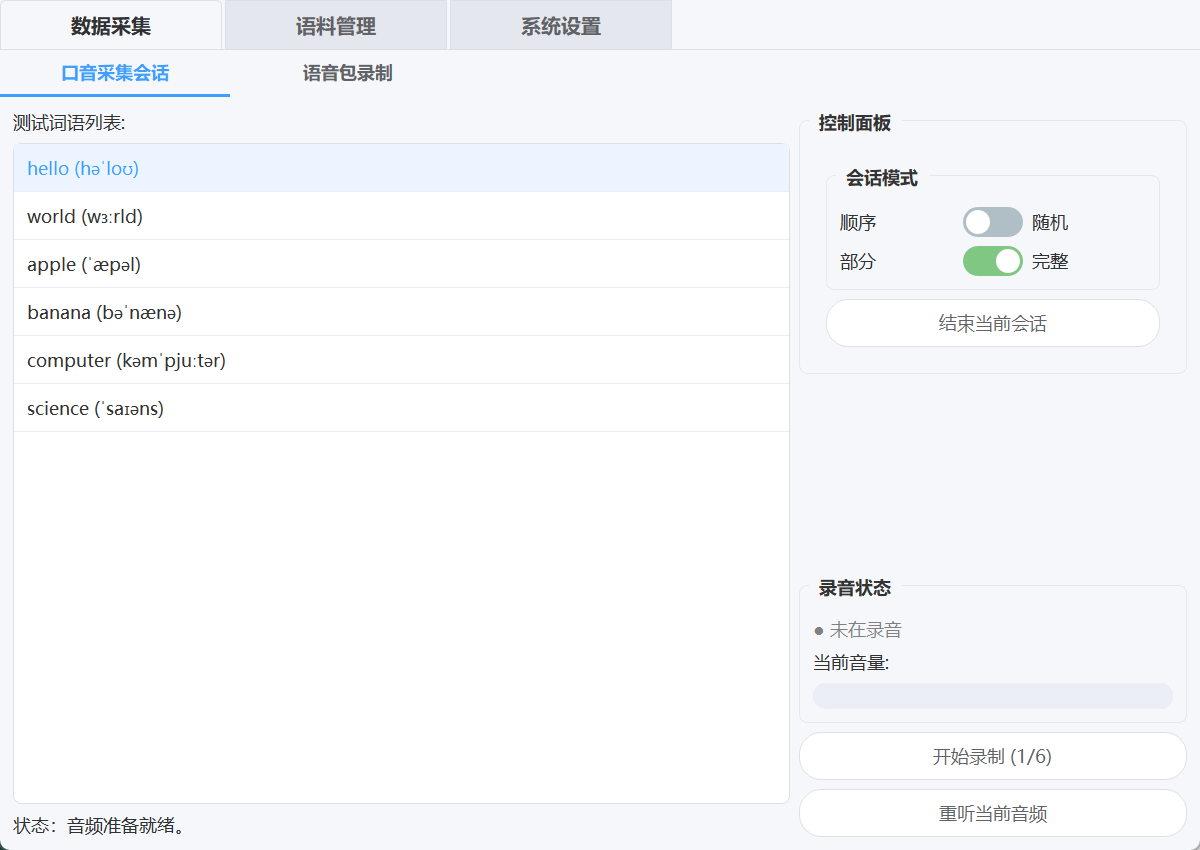 数据采集
语料管理
系统设置
口音采集会话
语音包录制
测试词语列表:
hello (həˈloʊ)
world (wɜːrld)
apple (ˈæpəl)
banana (bəˈnænə)
computer (kəmˈpjuːtər)
science (ˈsaɪəns)
状态：音频准备就绪。
控制面板
会话模式
顺序 随机
部分 完整
结束当前会话
录音状态
● 未在录音
当前音量:
开始录制 (1/6)
重听当前音频